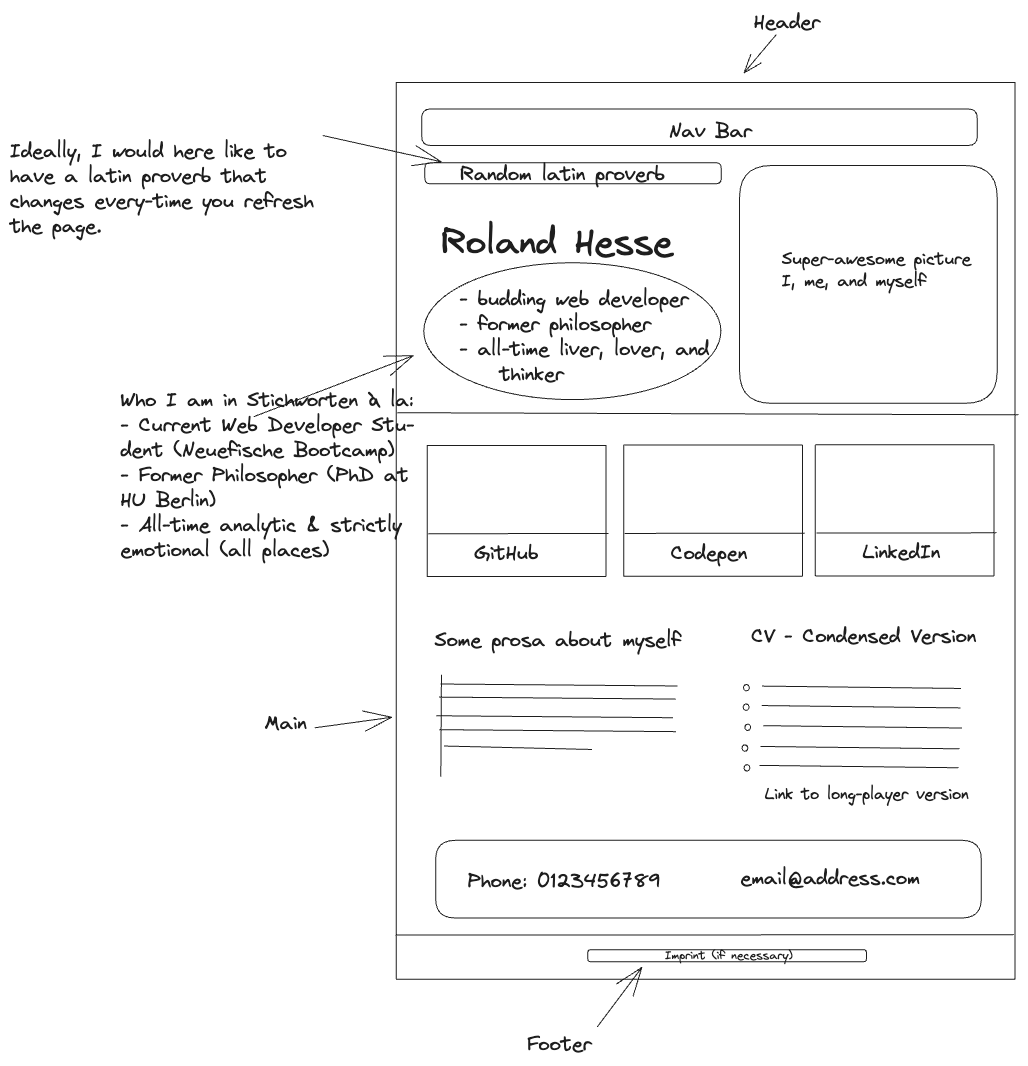 Header
Nav Bar
Ideally, I would here like to
have a latin proverb that
changes every-time you refresh
the page.
Random latin proverb
Roland Hesse
- budding web developer
- former philosopher
- all-time liver, lover, and
thinker
Super-awesome picture
I, me, and myself
Who I am in Stichworten à la:
- Current Web Developer Stu-
dent (Neuefische Bootcamp)
- Former Philosopher (PhD at
HU Berlin)
- All-time analytic & strictly
emotional (all places)
GitHub
Codepen
LinkedIn
Some prosa about myself
CV - Condensed Version
Main
Link to long-player version
Phone: 0123456789
email@address.com
Imprint (if necessary)
Footer